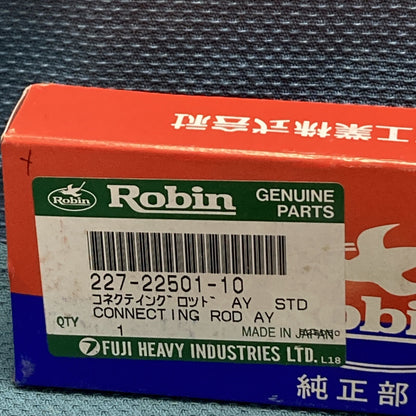 工業株式会社
Robin Robin GENUINE
PARTS
227-22501-10
コネクティングロッド AY STD
CONNECTING ROD AY
QTY 1 MADE IN JAPAN
FUJI HEAVY INDUSTRIES LTD. L18
obin
純正部